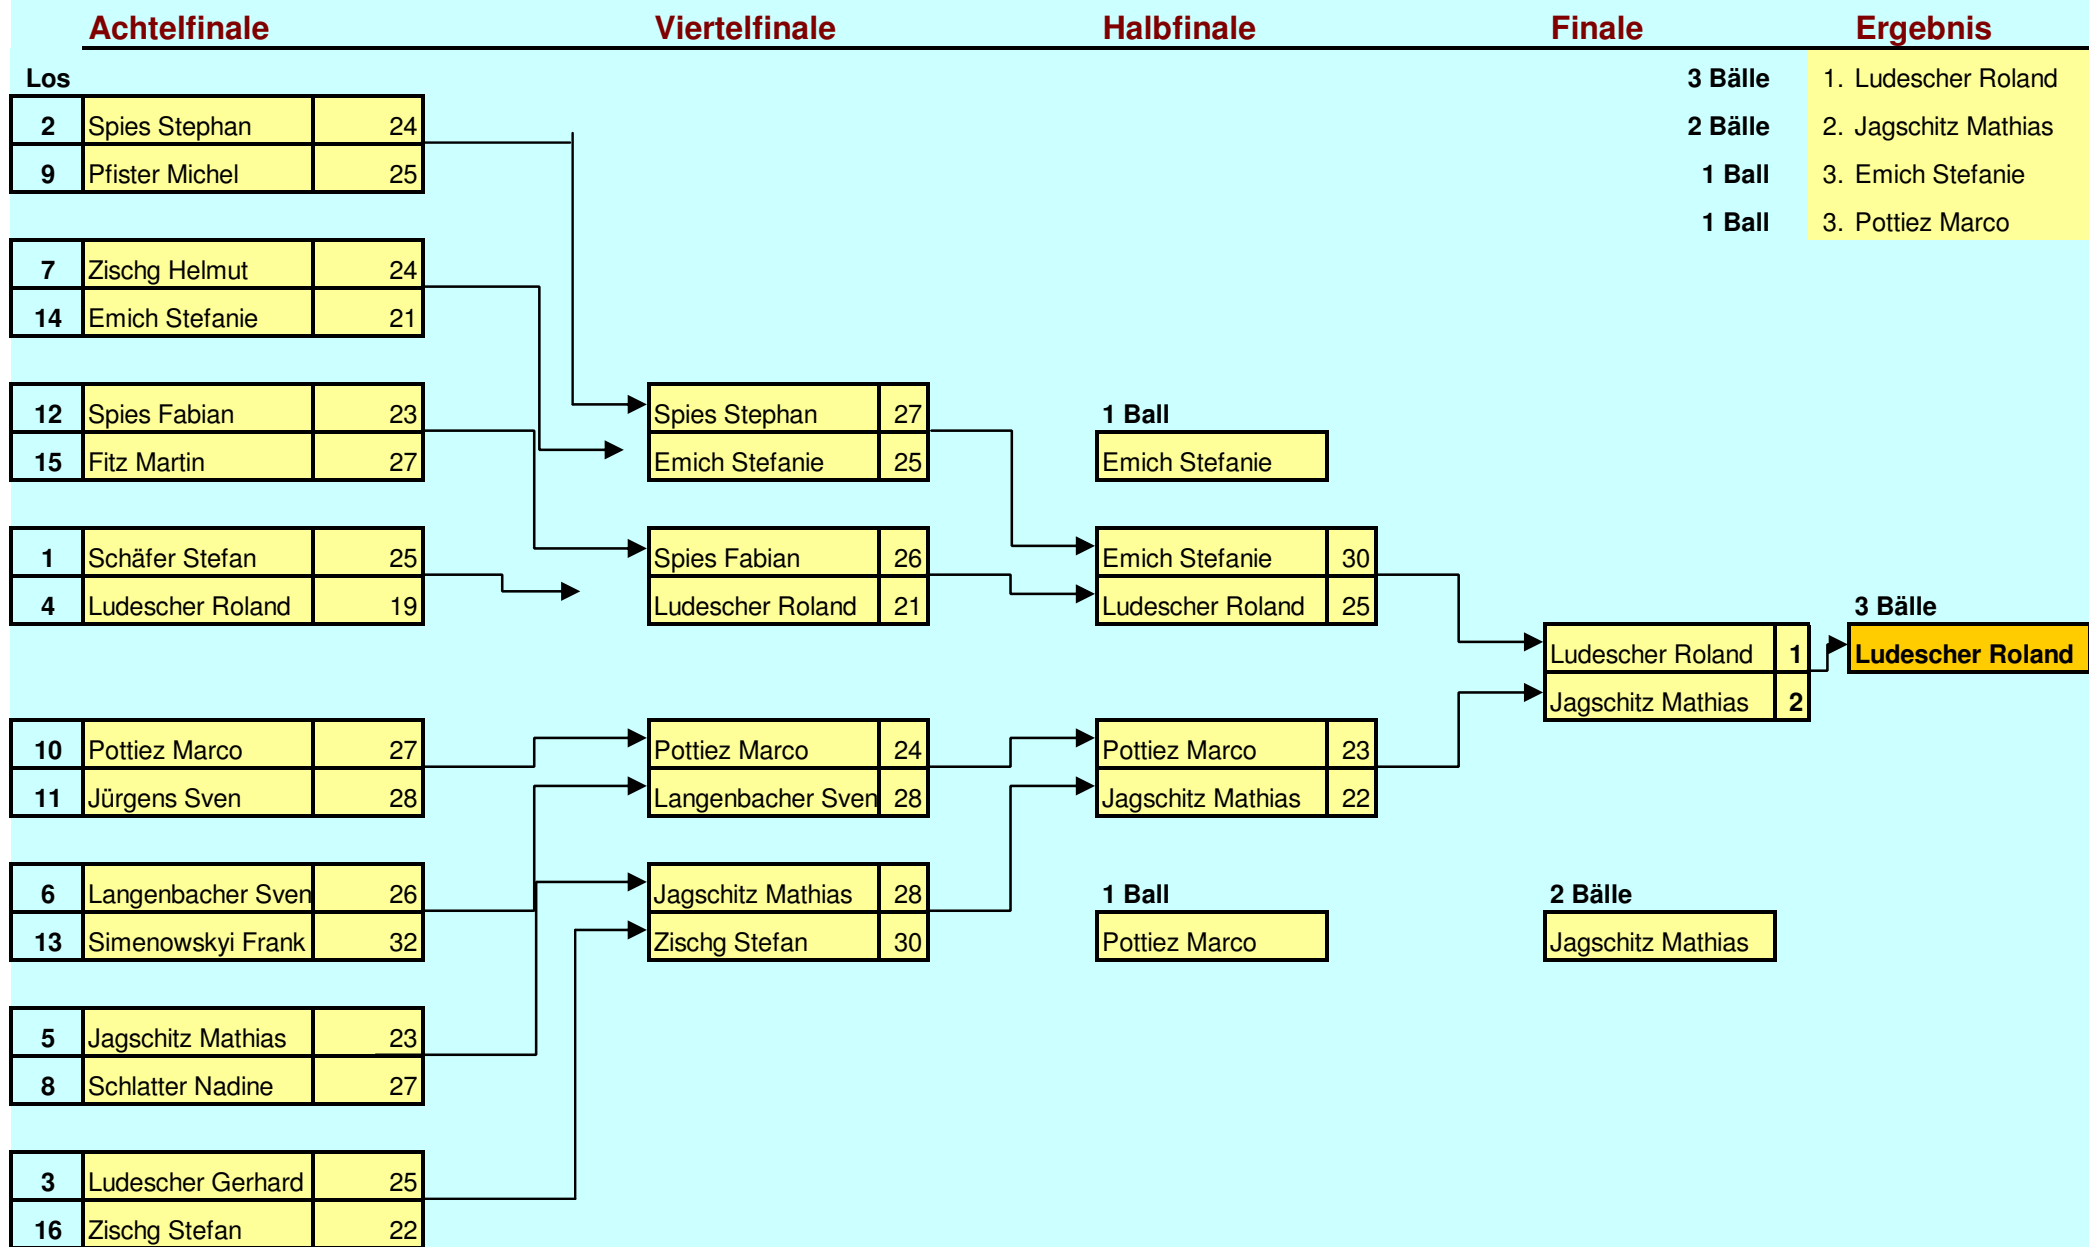 Achtelfinale Viertelfinale Halbfinale Finale Ergebnis
Los 3 Bälle 1. Ludescher Roland
2 Spies Stephan 24 2 Bälle 2. Jagschitz Mathias
9 Pfister Michel 25 1 Ball 3. Emich Stefanie
1 Ball 3. Pottiez Marco
7 Zischg Helmut 24
14 Emich Stefanie 21
12 Spies Fabian 23 Spies Stephan 27 1 Ball
15 Fitz Martin 27 Emich Stefanie 25 Emich Stefanie
1 Schäfer Stefan 25 Spies Fabian 26 Emich Stefanie 30
4 Ludescher Roland 19 Ludescher Roland 21 Ludescher Roland 25 3 Bälle
Ludescher Roland 1 Ludescher Roland
Jagschitz Mathias 2
10 Pottiez Marco 27 Pottiez Marco 24 Pottiez Marco 23
11 Jürgens Sven 28 Langenbacher Sven 28 Jagschitz Mathias 22
6 Langenbacher Sven 26 Jagschitz Mathias 28 1 Ball 2 Bälle
13 Simenowskyi Frank 32 Zischg Stefan 30 Pottiez Marco Jagschitz Mathias
5 Jagschitz Mathias 23
8 Schlatter Nadine 27
3 Ludescher Gerhard 25
16 Zischg Stefan 22